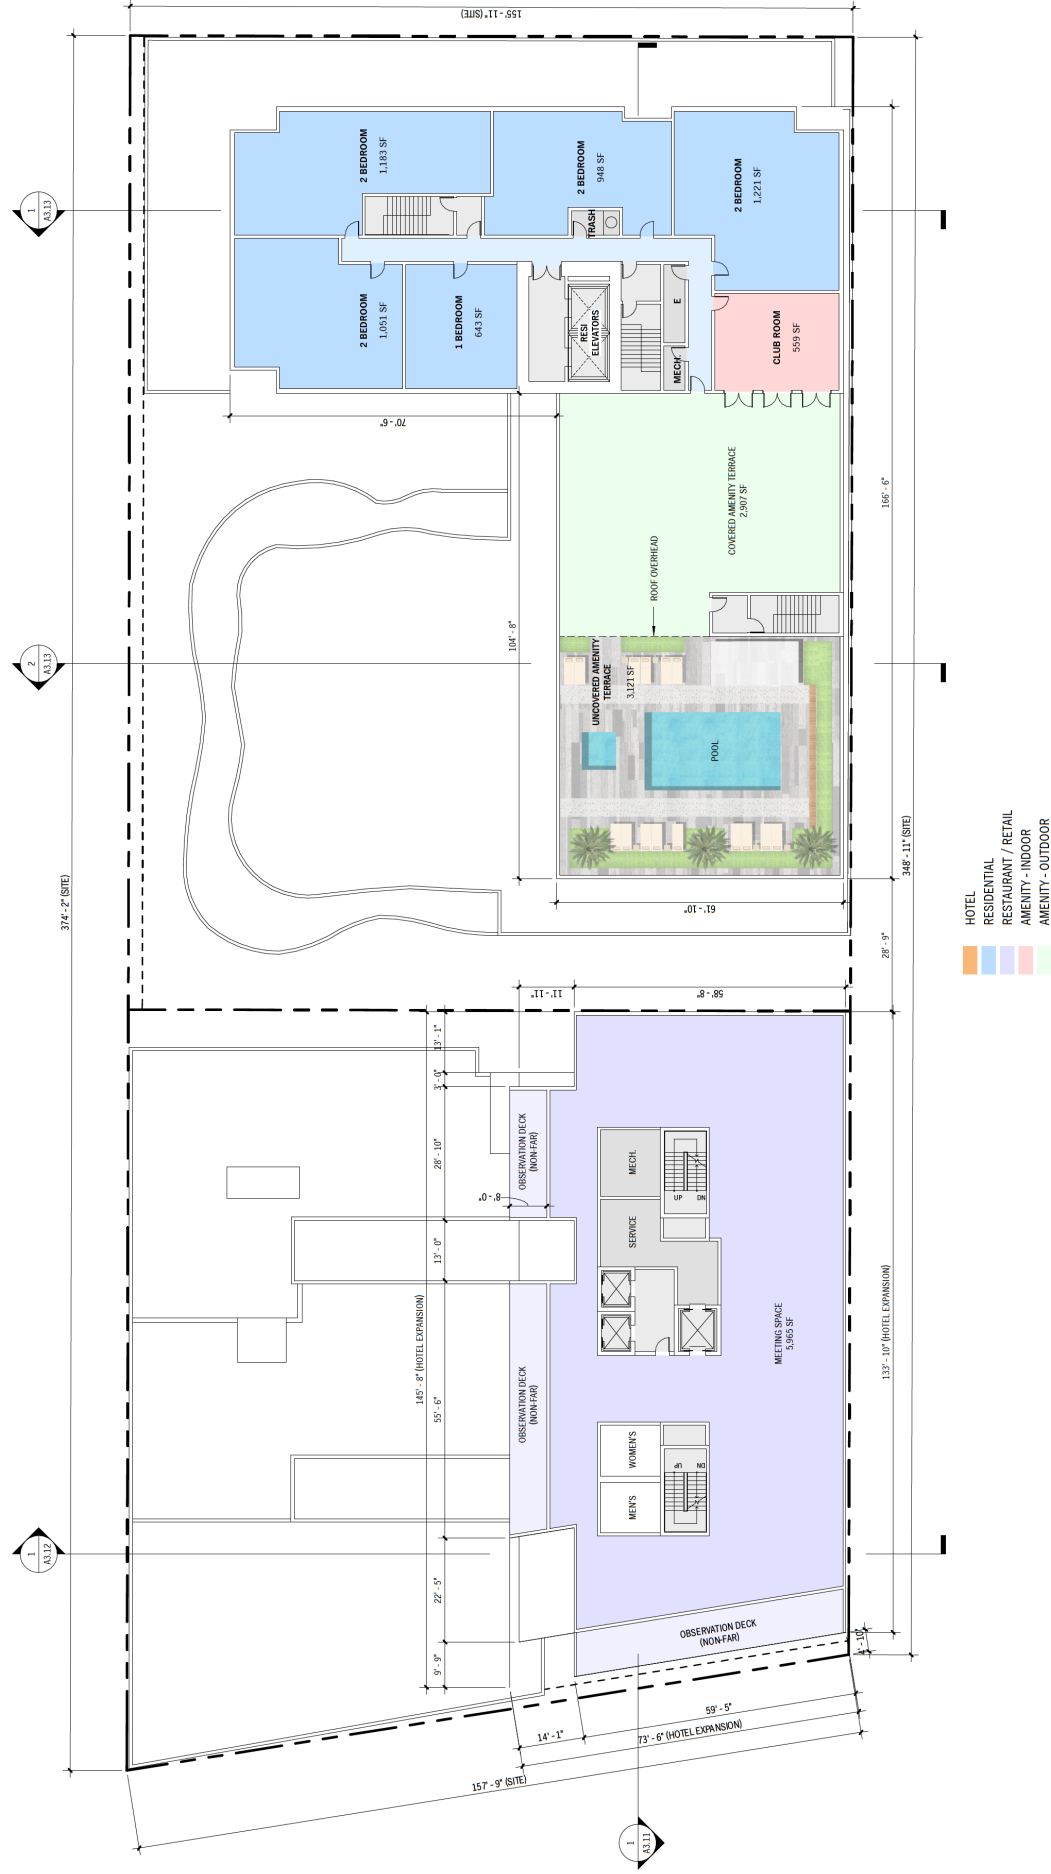 155' - 11" (SITE)
374' - 2" (SITE)
1
A3.13
2
A3.13
1
A3.12
2 BEDROOM
1,183 SF
2 BEDROOM
948 SF
2 BEDROOM
1,221 SF
TRASH
2 BEDROOM
1,051 SF
1 BEDROOM
643 SF
RESI
ELEVATORS
E
MECH.
CLUB ROOM
559 SF
70' - 6"
COVERED AMENITY TERRACE
2,907 SF
166' - 6"
ROOF OVERHEAD
104' - 8"
UNCOVERED AMENITY
TERRACE
3,121 SF
POOL
61' - 10"
348' - 11" (SITE)
28' - 9"
HOTEL
RESIDENTIAL
RESTAURANT / RETAIL
AMENITY - INDOOR
AMENITY - OUTDOOR
11' - 11"
58' - 8"
13' - 1"
3' - 0"
28' - 10"
13' - 0"
55' - 6"
22' - 5"
9' - 9"
145' - 8" (HOTEL EXPANSION)
8' - 0"
OBSERVATION DECK
(NON-FAR)
OBSERVATION DECK
(NON-FAR)
MECH.
UP
DN
SERVICE
MEETING SPACE
5,965 SF
133' - 10" (HOTEL EXPANSION)
WOMEN'S
MEN'S
UP
DN
OBSERVATION DECK
(NON-FAR)
4' - 10"
59' - 5"
14' - 1"
73' - 6" (HOTEL EXPANSION)
157' - 9" (SITE)
1
A3.11